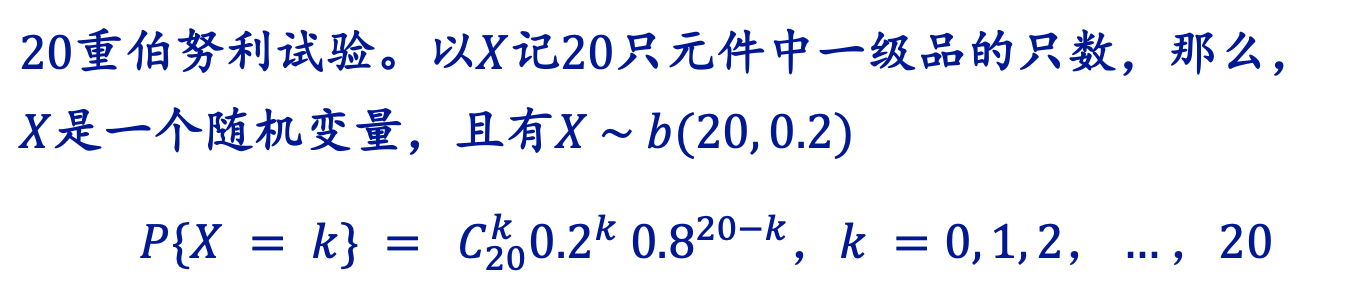 20重伯努利试验。以X记20只元件中一级品的只数，那么，
X是一个随机变量，且有X ~ b(20, 0.2)
P{X = k} = C_{20}^{k} 0.2^{k} 0.8^{20−k}, k = 0, 1, 2, …, 20